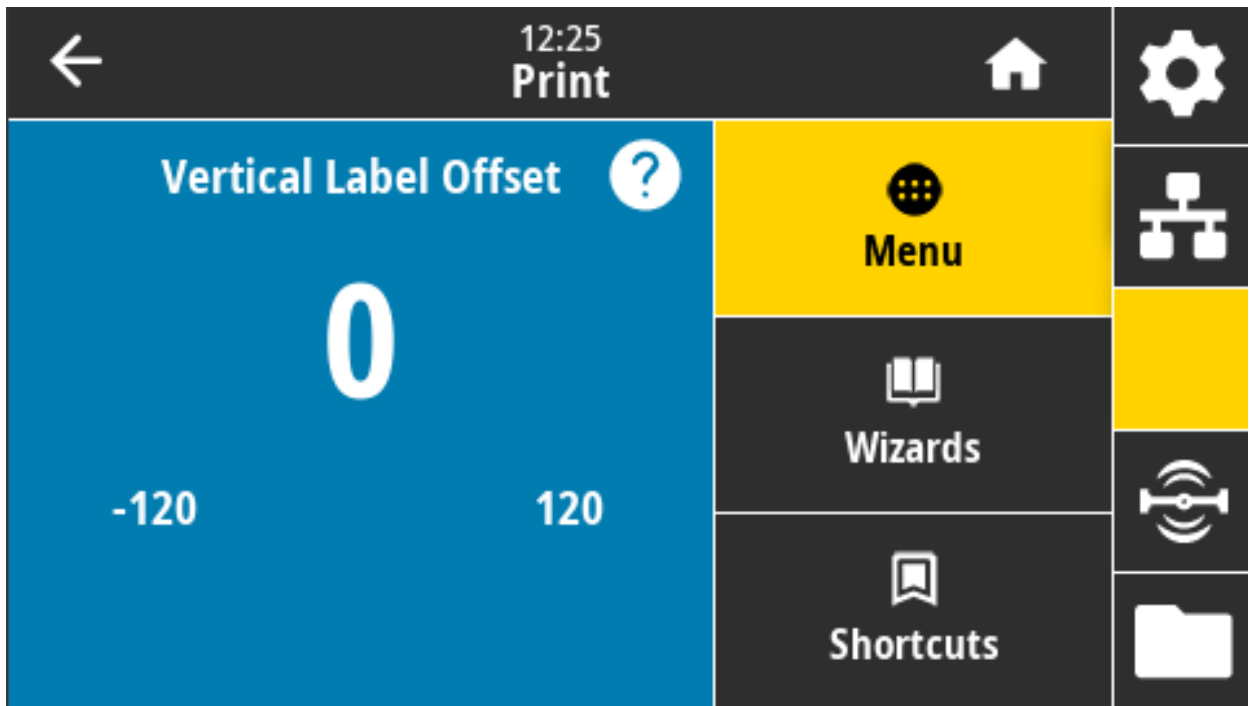 12:25
Print
Vertical Label Offset ?
0
-120 120
Menu
Wizards
Shortcuts